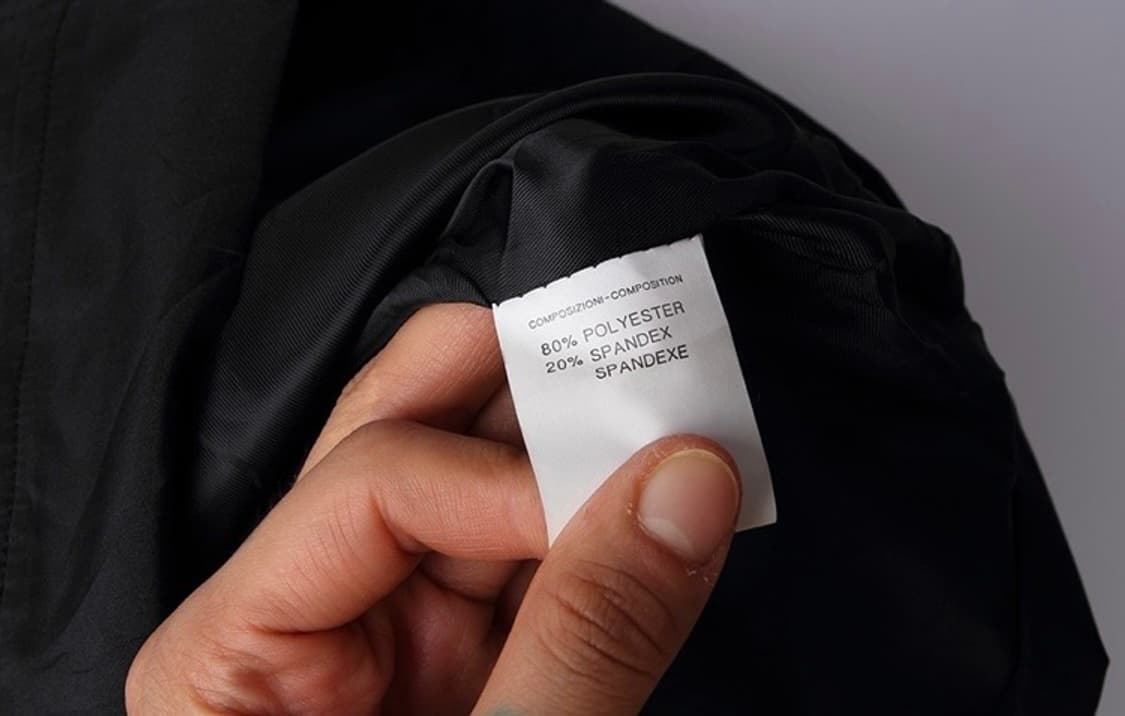 COMPOSIZIONI-COMPOSITION
80% POLYESTER
20% SPANDEX
SPANDEXE